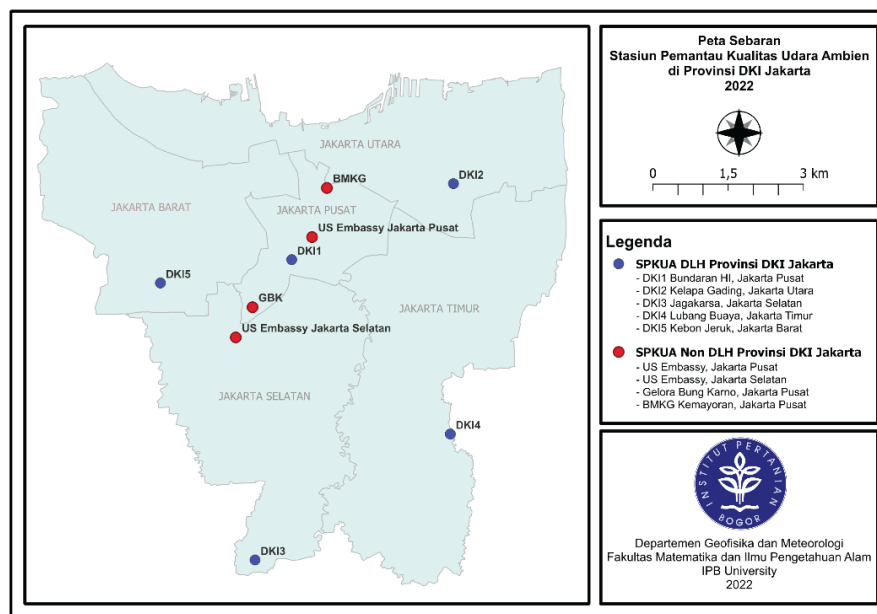 Peta Sebaran
Stasiun Pemantau Kualitas Udara Ambien
di Provinsi DKI Jakarta
2022
0 1,5 3 km
JAKARTA UTARA
BMKG
DKI2
JAKARTA BARAT
JAKARTA PUSAT
US Embassy Jakarta Pusat
DKI1
DKI5
GBK
JAKARTA TIMUR
US Embassy Jakarta Selatan
JAKARTA SELATAN
DKI4
DKI3
Legenda
SPKUA DLH Provinsi DKI Jakarta
- DKI1 Bundaran HI, Jakarta Pusat
- DKI2 Kelapa Gading, Jakarta Utara
- DKI3 Jagakarsa, Jakarta Selatan
- DKI4 Lubang Buaya, Jakarta Timur
- DKI5 Kebon Jeruk, Jakarta Barat
SPKUA Non DLH Provinsi DKI Jakarta
- US Embassy, Jakarta Pusat
- US Embassy, Jakarta Selatan
- Gelora Bung Karno, Jakarta Pusat
- BMKG Kemayoran, Jakarta Pusat
INSTITUT PERTANIAN
BOGOR
Departemen Geofisika dan Meteorologi
Fakultas Matematika dan Ilmu Pengetahuan Alam
IPB University
2022